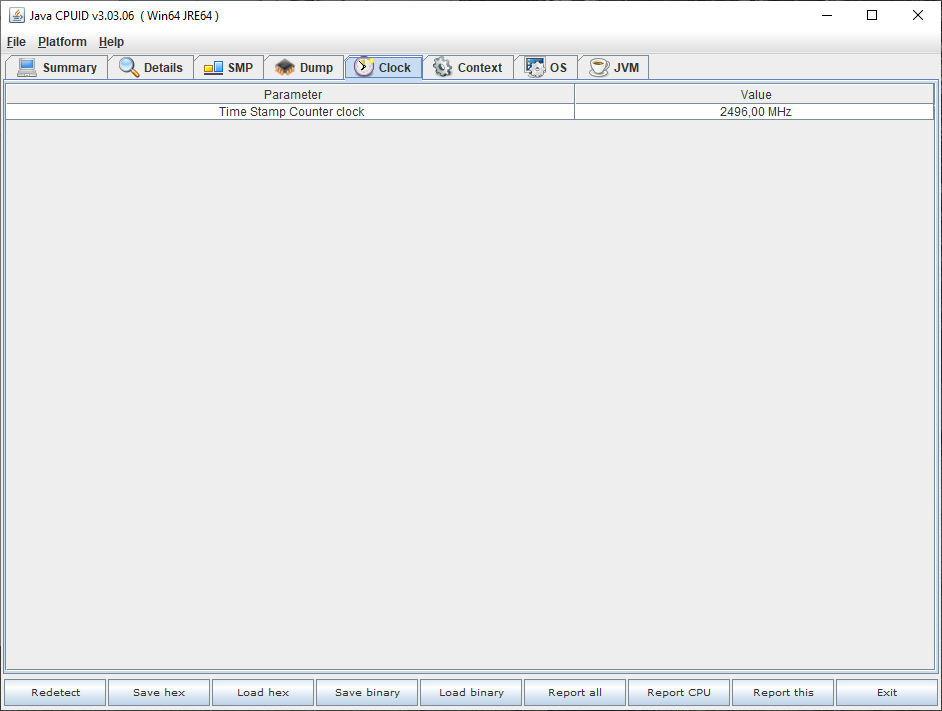 Java CPUID v3.03.06 ( Win64 JRE64 )
File Platform Help
Summary Details SMP Dump Clock Context OS JVM
Parameter Value
Time Stamp Counter clock 2496,00 MHz
Redetect Save hex Load hex Save binary Load binary Report all Report CPU Report this Exit